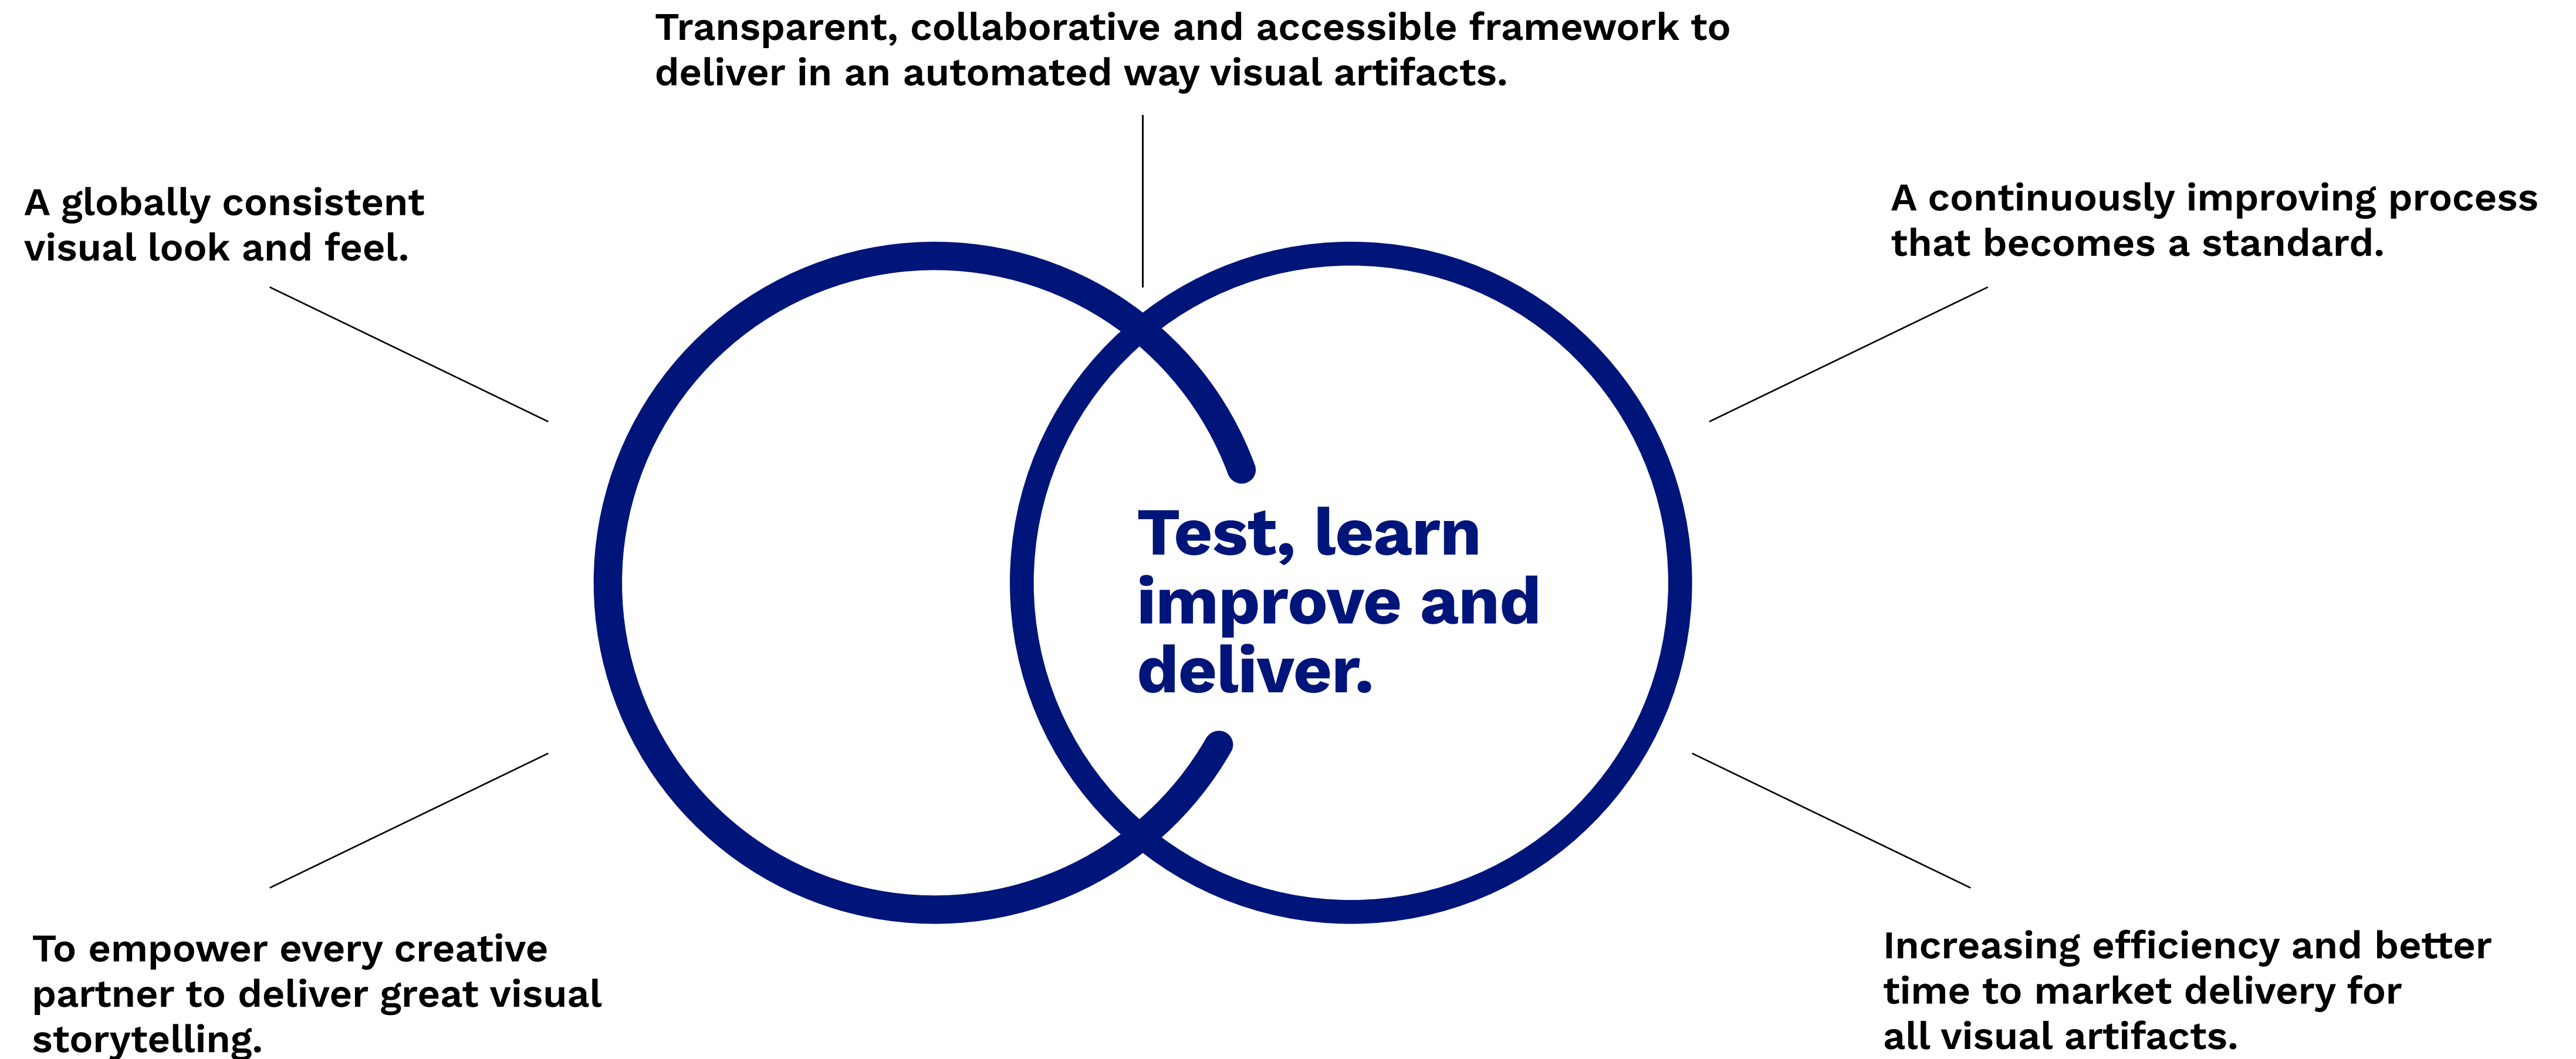 Transparent, collaborative and accessible framework to
deliver in an automated way visual artifacts.
A globally consistent
visual look and feel.
A continuously improving process
that becomes a standard.
Test, learn
improve and
deliver.
To empower every creative
partner to deliver great visual
storytelling.
Increasing efficiency and better
time to market delivery for
all visual artifacts.